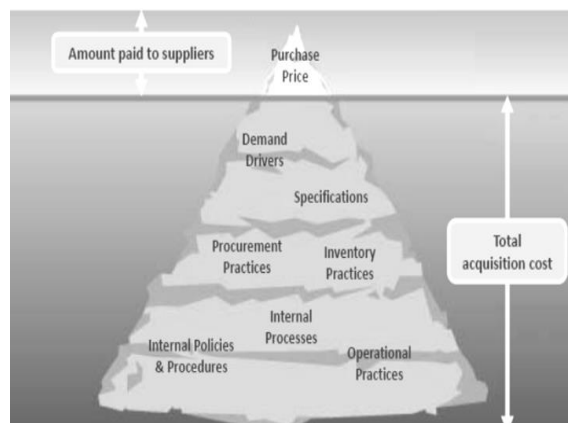 Amount paid to suppliers
Purchase
Price
Demand
Drivers
Specifications
Procurement
Practices
Inventory
Practices
Total
acquisition cost
Internal
Processes
Internal Policies
& Procedures
Operational
Practices